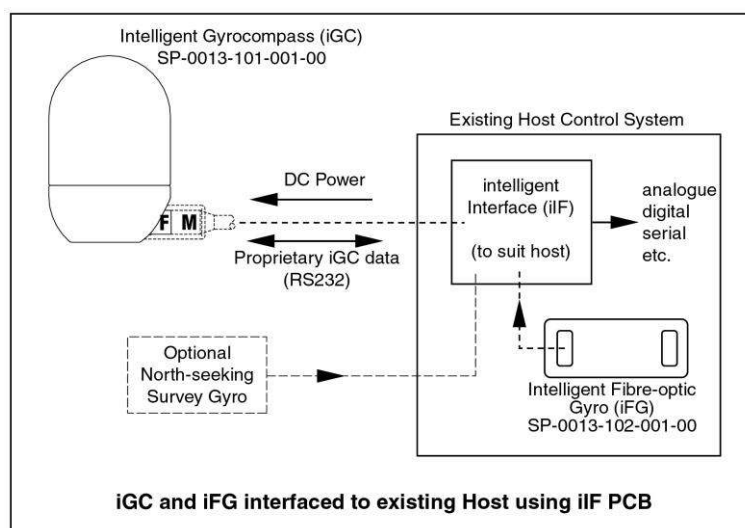 Intelligent Gyrocompass (iGC)
SP-0013-101-001-00
Existing Host Control System
DC Power
F M
Proprietary iGC data
(RS232)
intelligent
Interface (iIF)
(to suit host)
analogue
digital
serial
etc.
Optional
North-seeking
Survey Gyro
Intelligent Fibre-optic
Gyro (iFG)
SP-0013-102-001-00
iGC and iFG interfaced to existing Host using iIF PCB